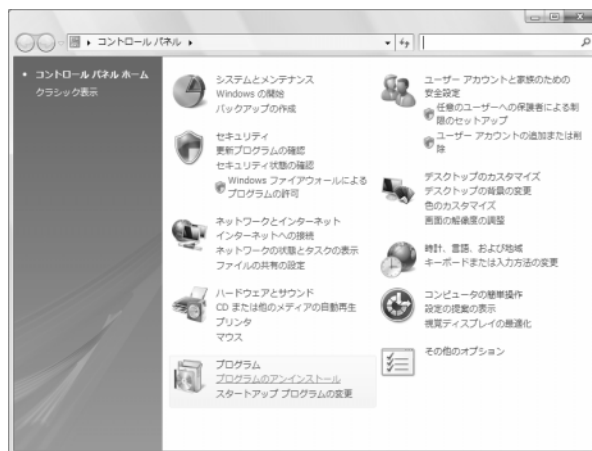 コントロール パネル
コントロール パネル ホーム
クラシック表示
システムとメンテナンス
Windows の開始
バックアップの作成
セキュリティ
更新プログラムの確認
セキュリティ状態の確認
Windows ファイアウォールによる
プログラムの許可
ネットワークとインターネット
インターネットへの接続
ネットワークの状態とタスクの表示
ファイルの共有の設定
ハードウェアとサウンド
CD または他のメディアの自動再生
プリンタ
マウス
プログラム
プログラムのアンインストール
スタートアップ プログラムの変更
ユーザー アカウントと家族のための
安全設定
任意のユーザーへの保護者による制
限のセットアップ
ユーザー アカウントの追加または削
除
デスクトップのカスタマイズ
デスクトップの背景の変更
色のカスタマイズ
画面の解像度の調整
時計、言語、および地域
キーボードまたは入力方法の変更
コンピュータの簡単操作
設定の提案の表示
視覚ディスプレイの最適化
その他のオプション